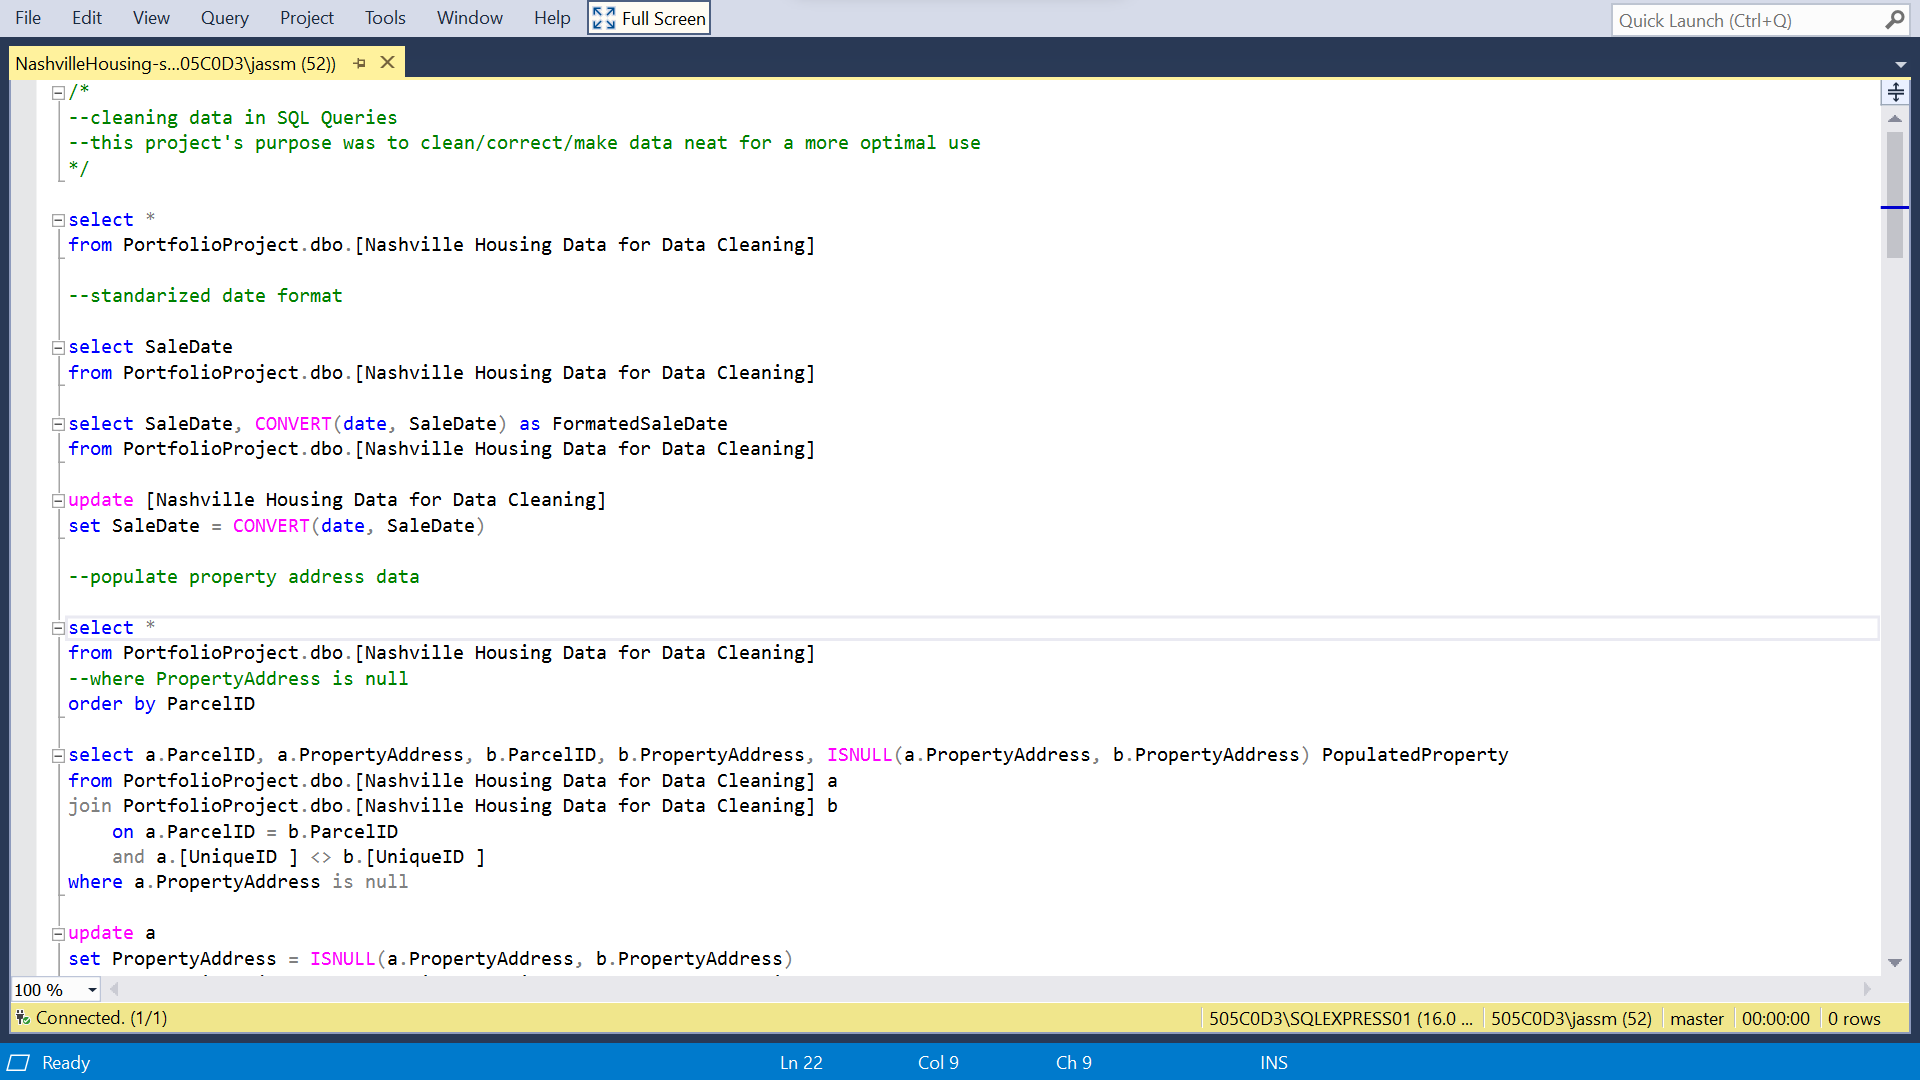 File Edit View Query Project Tools Window Help Full Screen
Quick Launch (Ctrl+Q)
NashvilleHousing-s...05C0D3\jassm (52))
/*
--cleaning data in SQL Queries
--this project's purpose was to clean/correct/make data neat for a more optimal use
*/
select *
from PortfolioProject.dbo.[Nashville Housing Data for Data Cleaning]
--standarized date format
select SaleDate
from PortfolioProject.dbo.[Nashville Housing Data for Data Cleaning]
select SaleDate, CONVERT(date, SaleDate) as FormatedSaleDate
from PortfolioProject.dbo.[Nashville Housing Data for Data Cleaning]
update [Nashville Housing Data for Data Cleaning]
set SaleDate = CONVERT(date, SaleDate)
--populate property address data
select *
from PortfolioProject.dbo.[Nashville Housing Data for Data Cleaning]
--where PropertyAddress is null
order by ParcelID
select a.ParcelID, a.PropertyAddress, b.ParcelID, b.PropertyAddress, ISNULL(a.PropertyAddress, b.PropertyAddress) PopulatedProperty
from PortfolioProject.dbo.[Nashville Housing Data for Data Cleaning] a
join PortfolioProject.dbo.[Nashville Housing Data for Data Cleaning] b
on a.ParcelID = b.ParcelID
and a.[UniqueID ] <> b.[UniqueID ]
where a.PropertyAddress is null
update a
set PropertyAddress = ISNULL(a.PropertyAddress, b.PropertyAddress)
100 %
Connected. (1/1) 505C0D3\SQLEXPRESS01 (16.0 ... 505C0D3\jassm (52) master 00:00:00 0 rows
Ready Ln 22 Col 9 Ch 9 INS